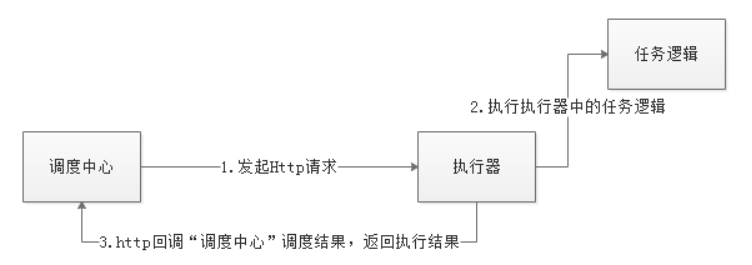 任务逻辑
2.执行执行器中的任务逻辑
调度中心
1.发起Http请求
执行器
3.http回调“调度中心”调度结果，返回执行结果